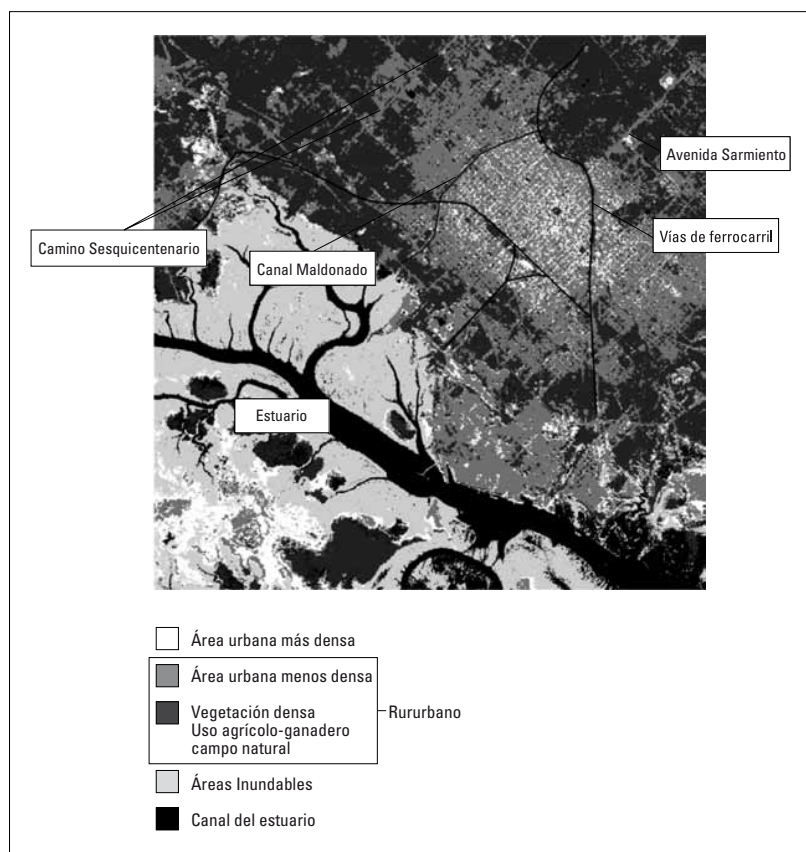 Avenida Sarmiento
Vías de ferrocarril
Camino Sesquicentenario
Canal Maldonado
Estuario
Área urbana más densa
Área urbana menos densa
Vegetación densa
Uso agrícolo-ganadero
campo natural
Rururbano
Áreas Inundables
Canal del estuario